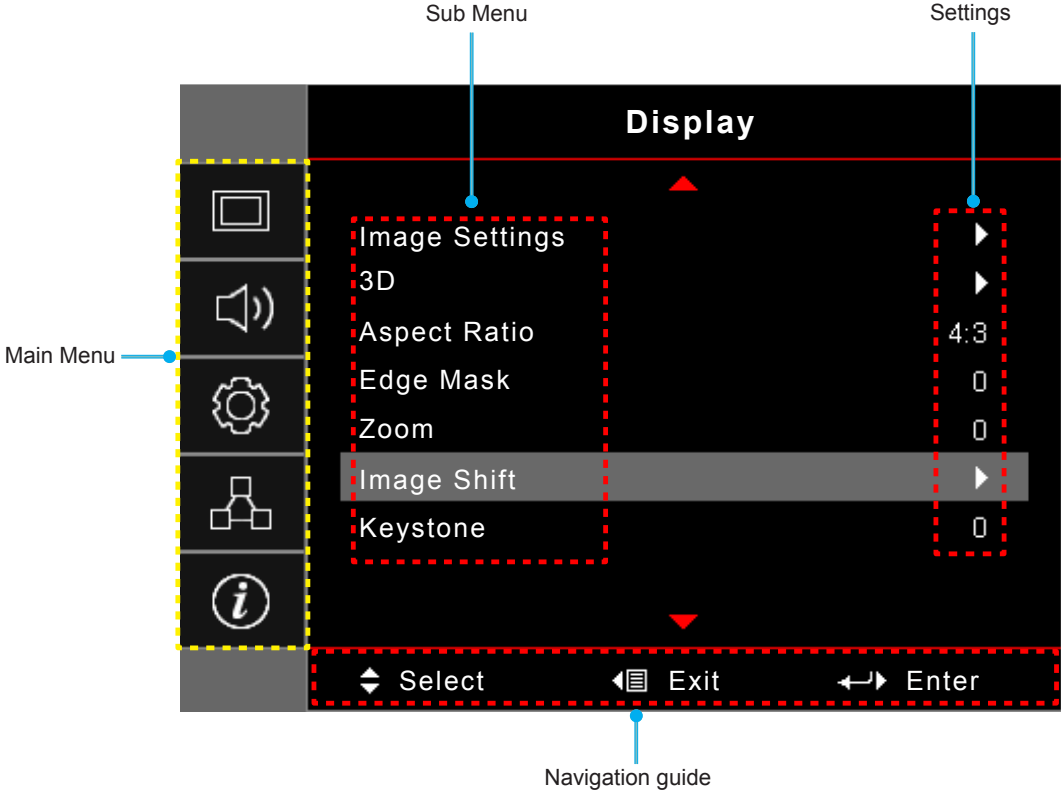 Sub Menu
Settings
Display
Image Settings
3D
Aspect Ratio 4:3
Main Menu
Edge Mask 0
Zoom 0
Image Shift
Keystone 0
i
Select Exit Enter
Navigation guide